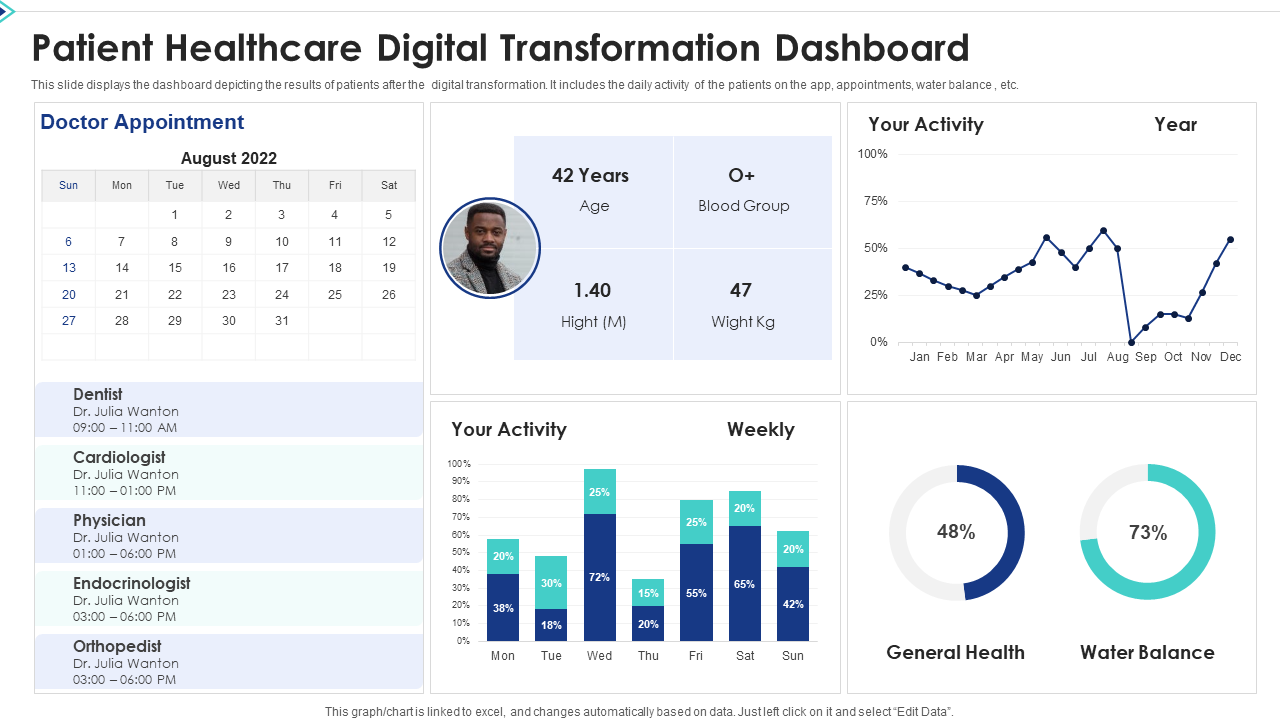 Patient Healthcare Digital Transformation Dashboard
This slide displays the dashboard depicting the results of patients after the digital transformation. It includes the daily activity of the patients on the app, appointments, water balance , etc.
Doctor Appointment
August 2022
Sun Mon Tue Wed Thu Fri Sat
1 2 3 4 5
6 7 8 9 10 11 12
13 14 15 16 17 18 19
20 21 22 23 24 25 26
27 28 29 30 31
Dentist
Dr. Julia Wanton
09:00 – 11:00 AM
Cardiologist
Dr. Julia Wanton
11:00 – 01:00 PM
Physician
Dr. Julia Wanton
01:00 – 06:00 PM
Endocrinologist
Dr. Julia Wanton
03:00 – 06:00 PM
Orthopedist
Dr. Julia Wanton
03:00 – 06:00 PM
42 Years
Age
O+
Blood Group
1.40
Hight (M)
47
Wight Kg
Your Activity Year
100%
75%
50%
25%
0%
Jan Feb Mar Apr May Jun Jul Aug Sep Oct Nov Dec
Your Activity Weekly
100%
90%
80%
70%
60%
50%
40%
30%
20%
10%
0%
20% 30% 25% 15% 25% 20% 20%
38% 18% 72% 20% 55% 65% 42%
Mon Tue Wed Thu Fri Sat Sun
48%
General Health
73%
Water Balance
This graph/chart is linked to excel, and changes automatically based on data. Just left click on it and select “Edit Data”.